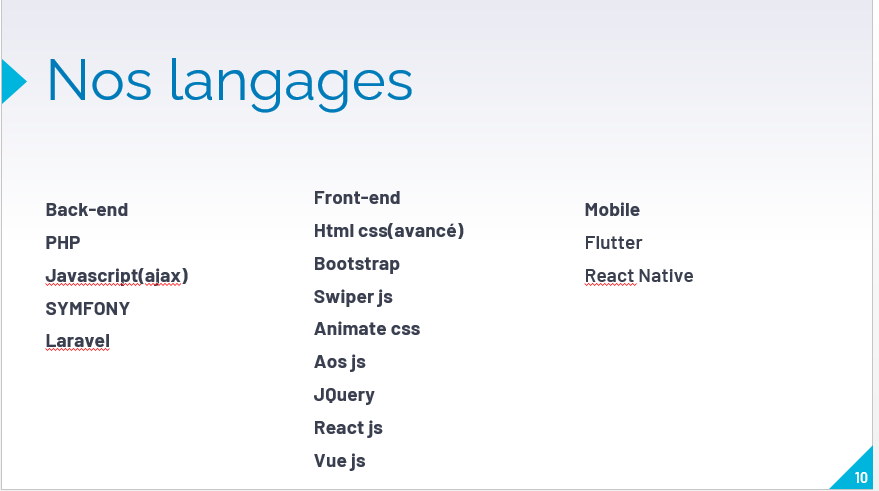 Nos langages
Back-end
PHP
Javascript(ajax)
SYMFONY
Laravel
Front-end
Html css(avancé)
Bootstrap
Swiper js
Animate css
Aos js
JQuery
React js
Vue js
Mobile
Flutter
React Native
10